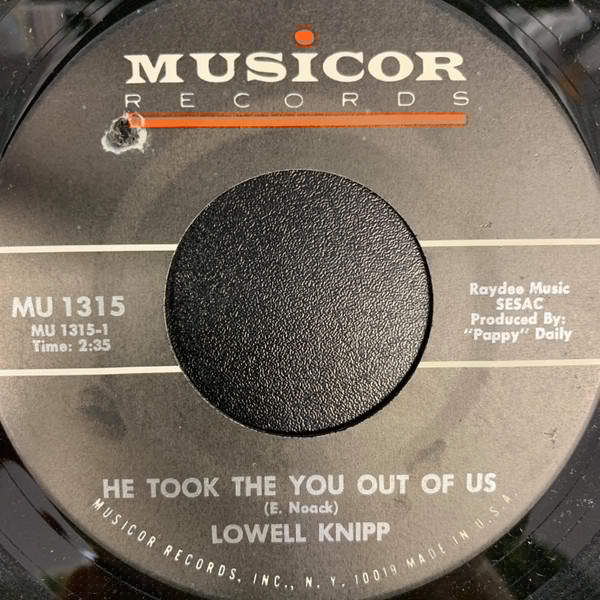 MUSICOR
RECORDS
MU 1315
MU 1315-1
Time: 2:35
Raydee Music
SESAC
Produced By:
"Pappy" Daily
HE TOOK THE YOU OUT OF US
(E. Noack)
LOWELL KNIPP
MUSICOR RECORDS, INC., N. Y. 10019 MADE IN U.S.A.